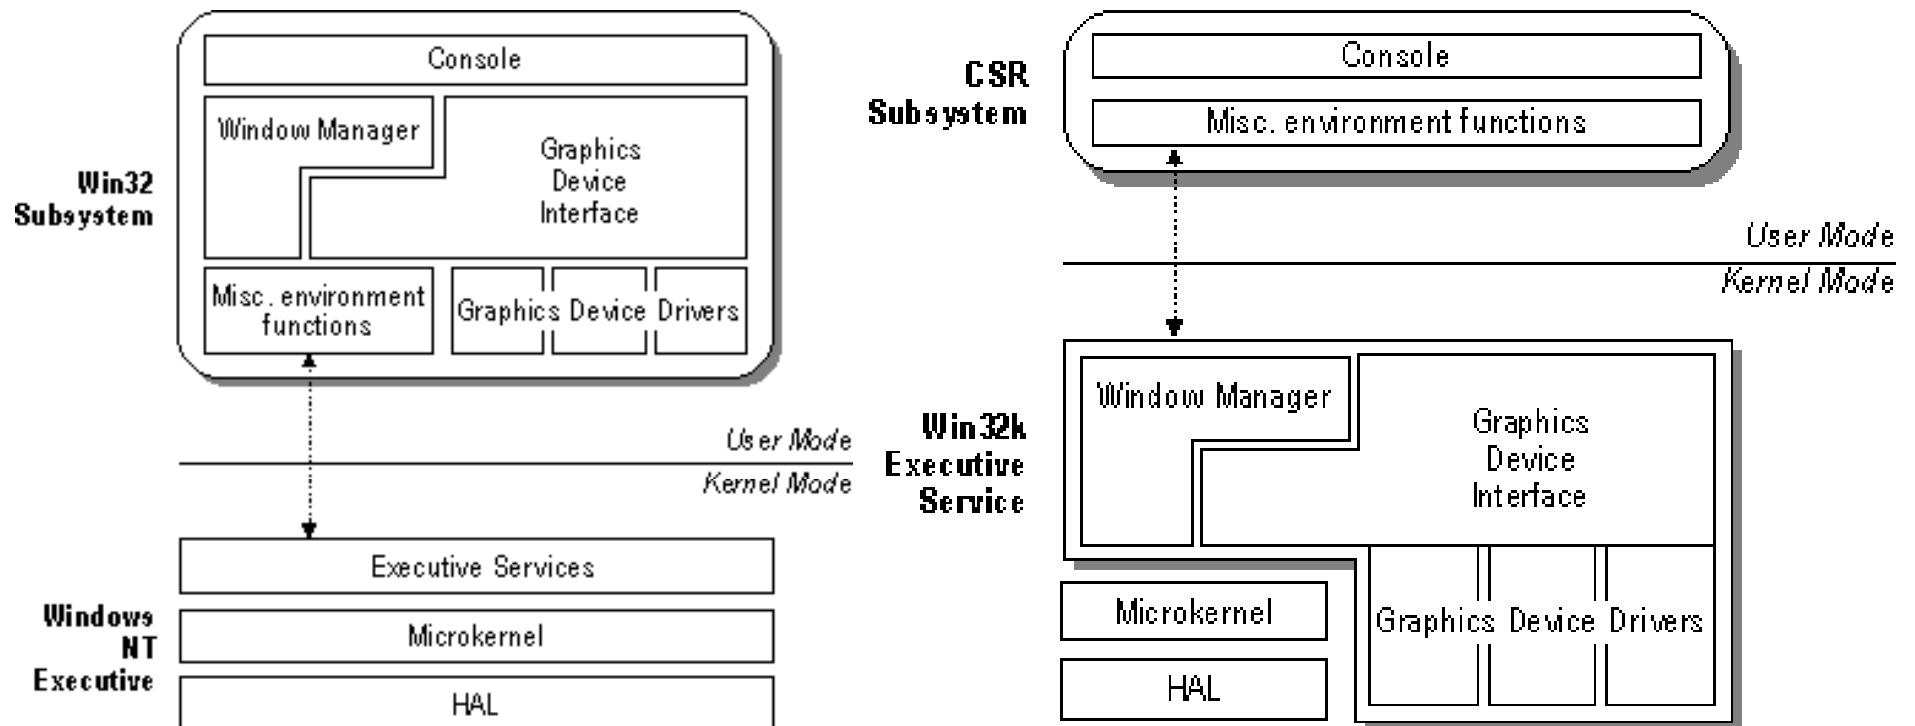 Win32
Subsystem
Console
Window Manager
Graphics
Device
Interface
Misc. environment
functions
Graphics Device Drivers
User Mode
Kernel Mode
Windows
NT
Executive
Executive Services
Microkernel
HAL
CSR
Subsystem
Console
Misc. environment functions
User Mode
Kernel Mode
Win32k
Executive
Service
Window Manager
Graphics
Device
Interface
Graphics Device Drivers
Microkernel
HAL